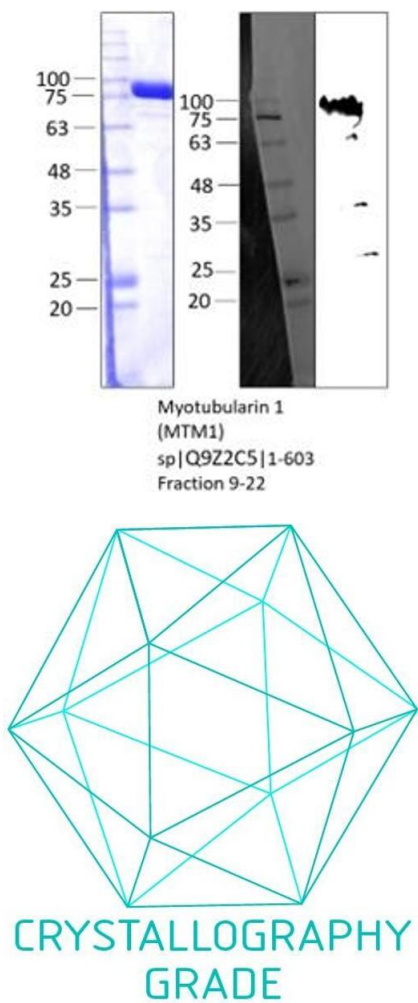 100
75
63
48
35
25
20
100
75
63
48
35
25
20
Myotubularin 1
(MTM1)
sp|Q9Z2C5|1-603
Fraction 9-22
CRYSTALLOGRAPHY
GRADE